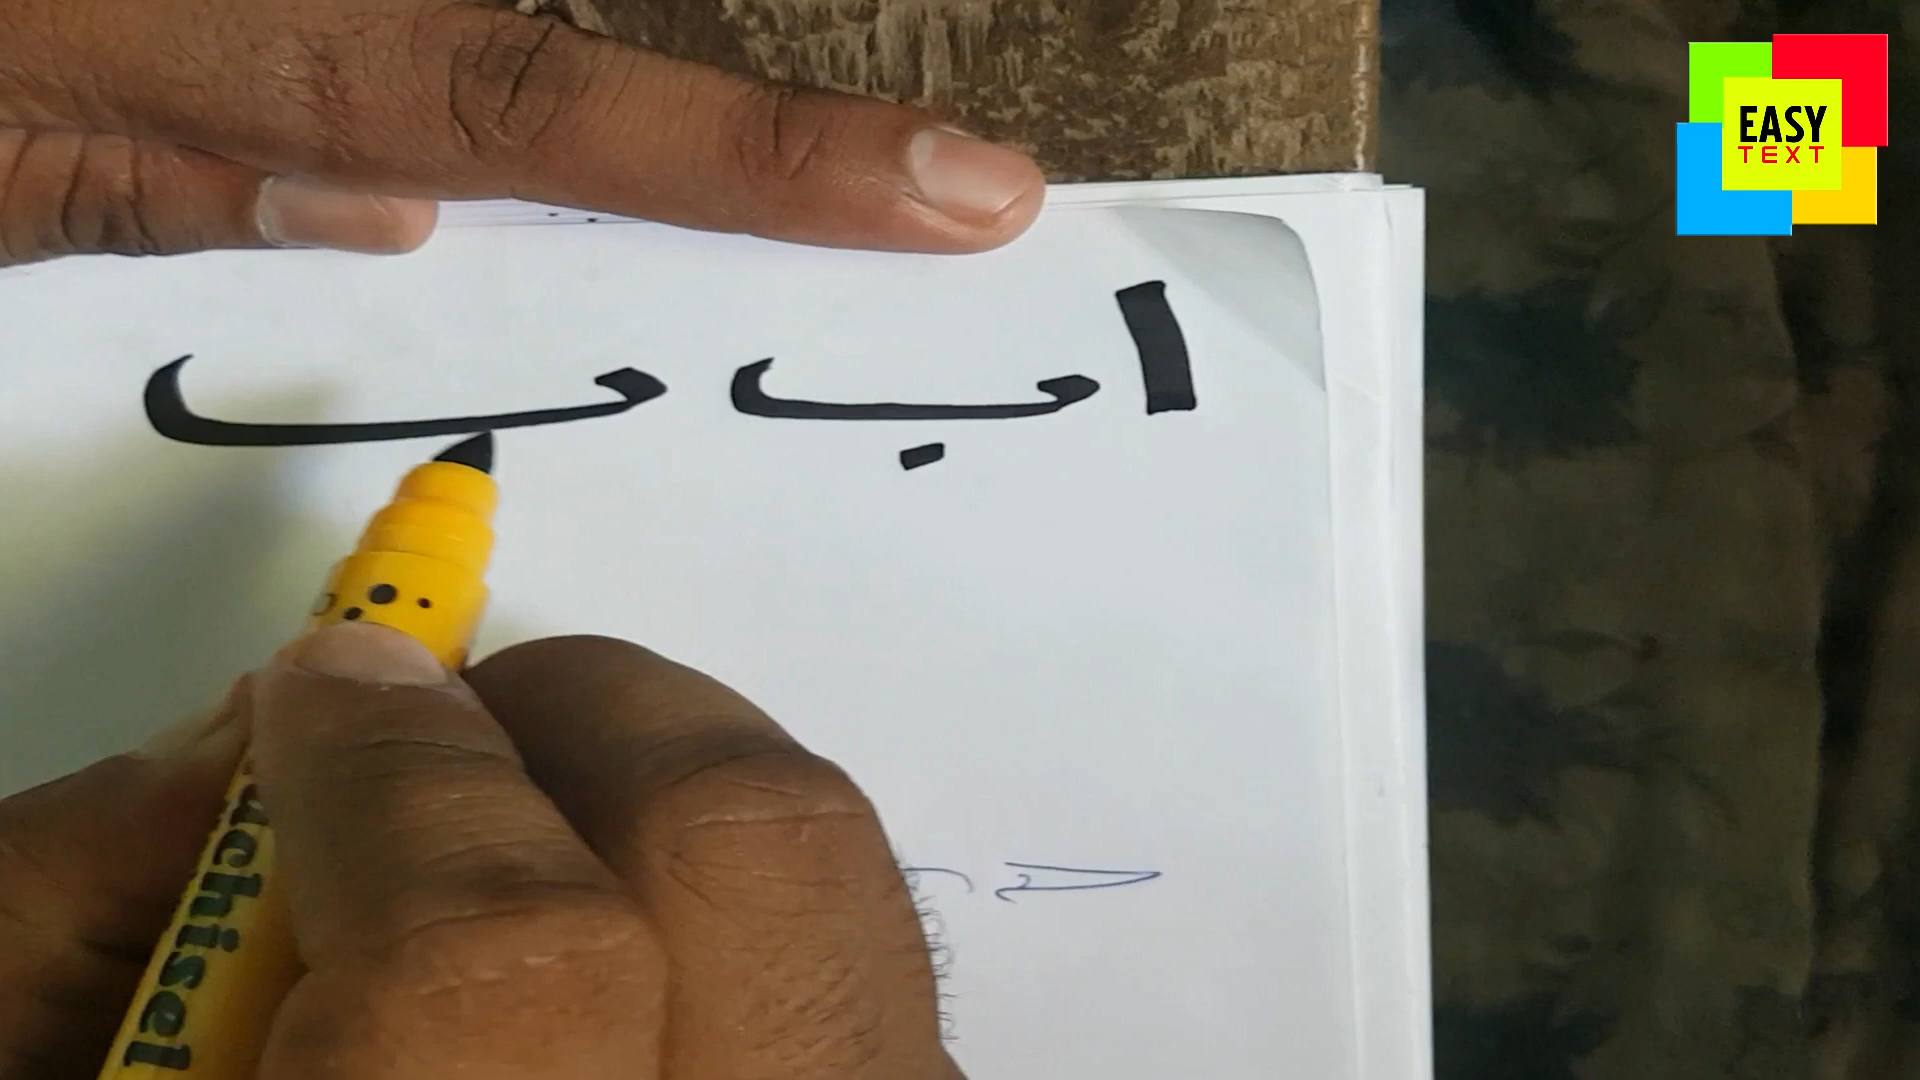 ا ب ٮ
EASY
TEXT
chisel